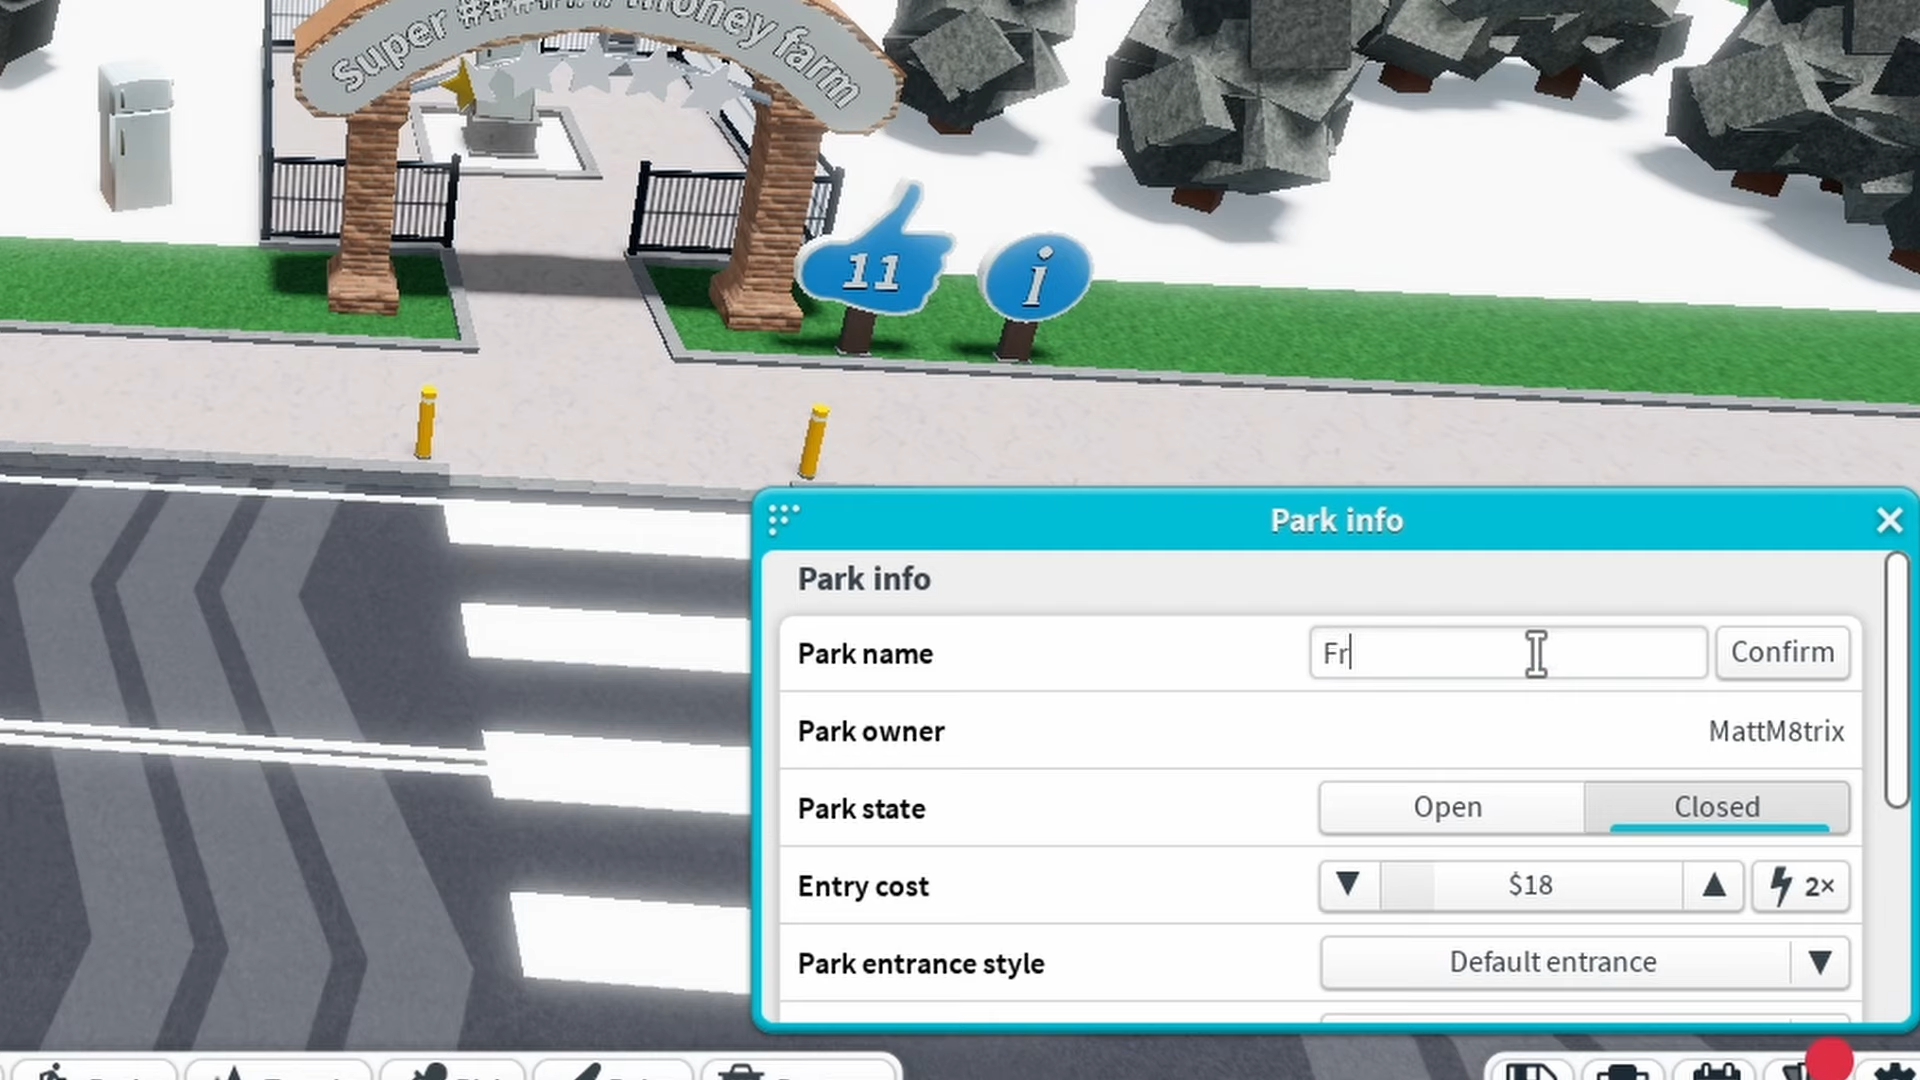 Super ####### money farm
11
i
Park info
Park info
Park name
Fr
Confirm
Park owner
MattM8trix
Park state
Open
Closed
Entry cost
$18
2×
Park entrance style
Default entrance